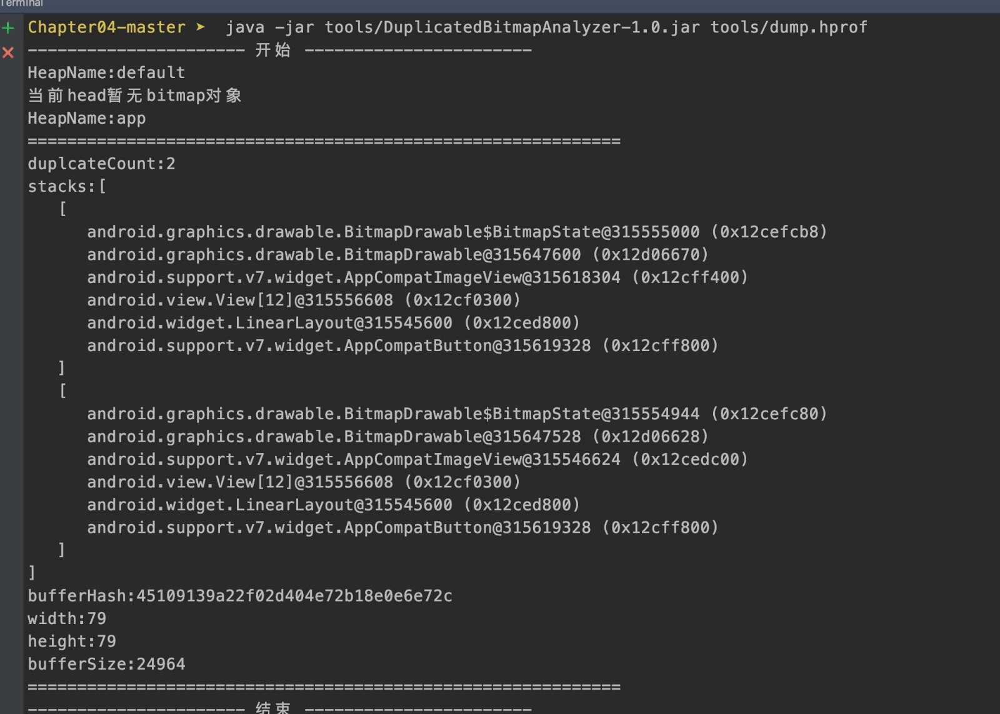 Terminal
Chapter04-master ➤  java -jar tools/DuplicatedBitmapAnalyzer-1.0.jar tools/dump.hprof
---------------------- 开始 -----------------------
HeapName:default
当前head暂无bitmap对象
HeapName:app
============================================================
duplcateCount:2
stacks:[
   [
      android.graphics.drawable.BitmapDrawable$BitmapState@315555000 (0x12cefcb8)
      android.graphics.drawable.BitmapDrawable@315647600 (0x12d06670)
      android.support.v7.widget.AppCompatImageView@315618304 (0x12cff400)
      android.view.View[12]@315556608 (0x12cf0300)
      android.widget.LinearLayout@315545600 (0x12ced800)
      android.support.v7.widget.AppCompatButton@315619328 (0x12cff800)
   ]
   [
      android.graphics.drawable.BitmapDrawable$BitmapState@315554944 (0x12cefc80)
      android.graphics.drawable.BitmapDrawable@315647528 (0x12d06628)
      android.support.v7.widget.AppCompatImageView@315546624 (0x12cedc00)
      android.view.View[12]@315556608 (0x12cf0300)
      android.widget.LinearLayout@315545600 (0x12ced800)
      android.support.v7.widget.AppCompatButton@315619328 (0x12cff800)
   ]
]
bufferHash:45109139a22f02d404e72b18e0e6e72c
width:79
height:79
bufferSize:24964
============================================================
---------------------- 结束 -----------------------